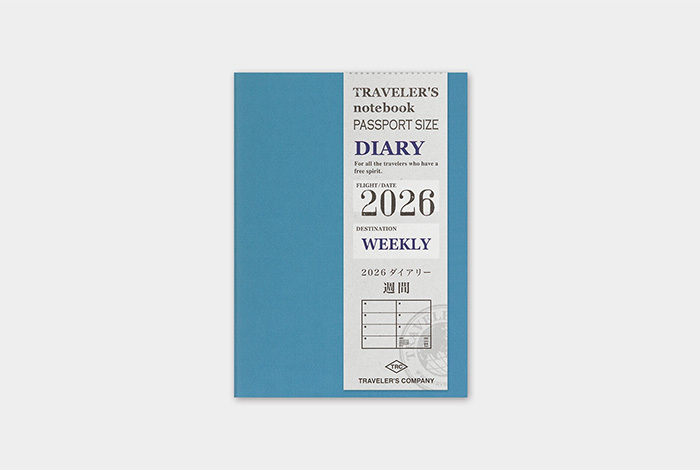 TRAVELER'S
notebook
PASSPORT SIZE
DIARY
For all the travelers who have a
free spirit.
FLIGHT/DATE
2026
DESTINATION
WEEKLY
2026 ダイアリー
週間
TRC
TRAVELER'S COMPANY